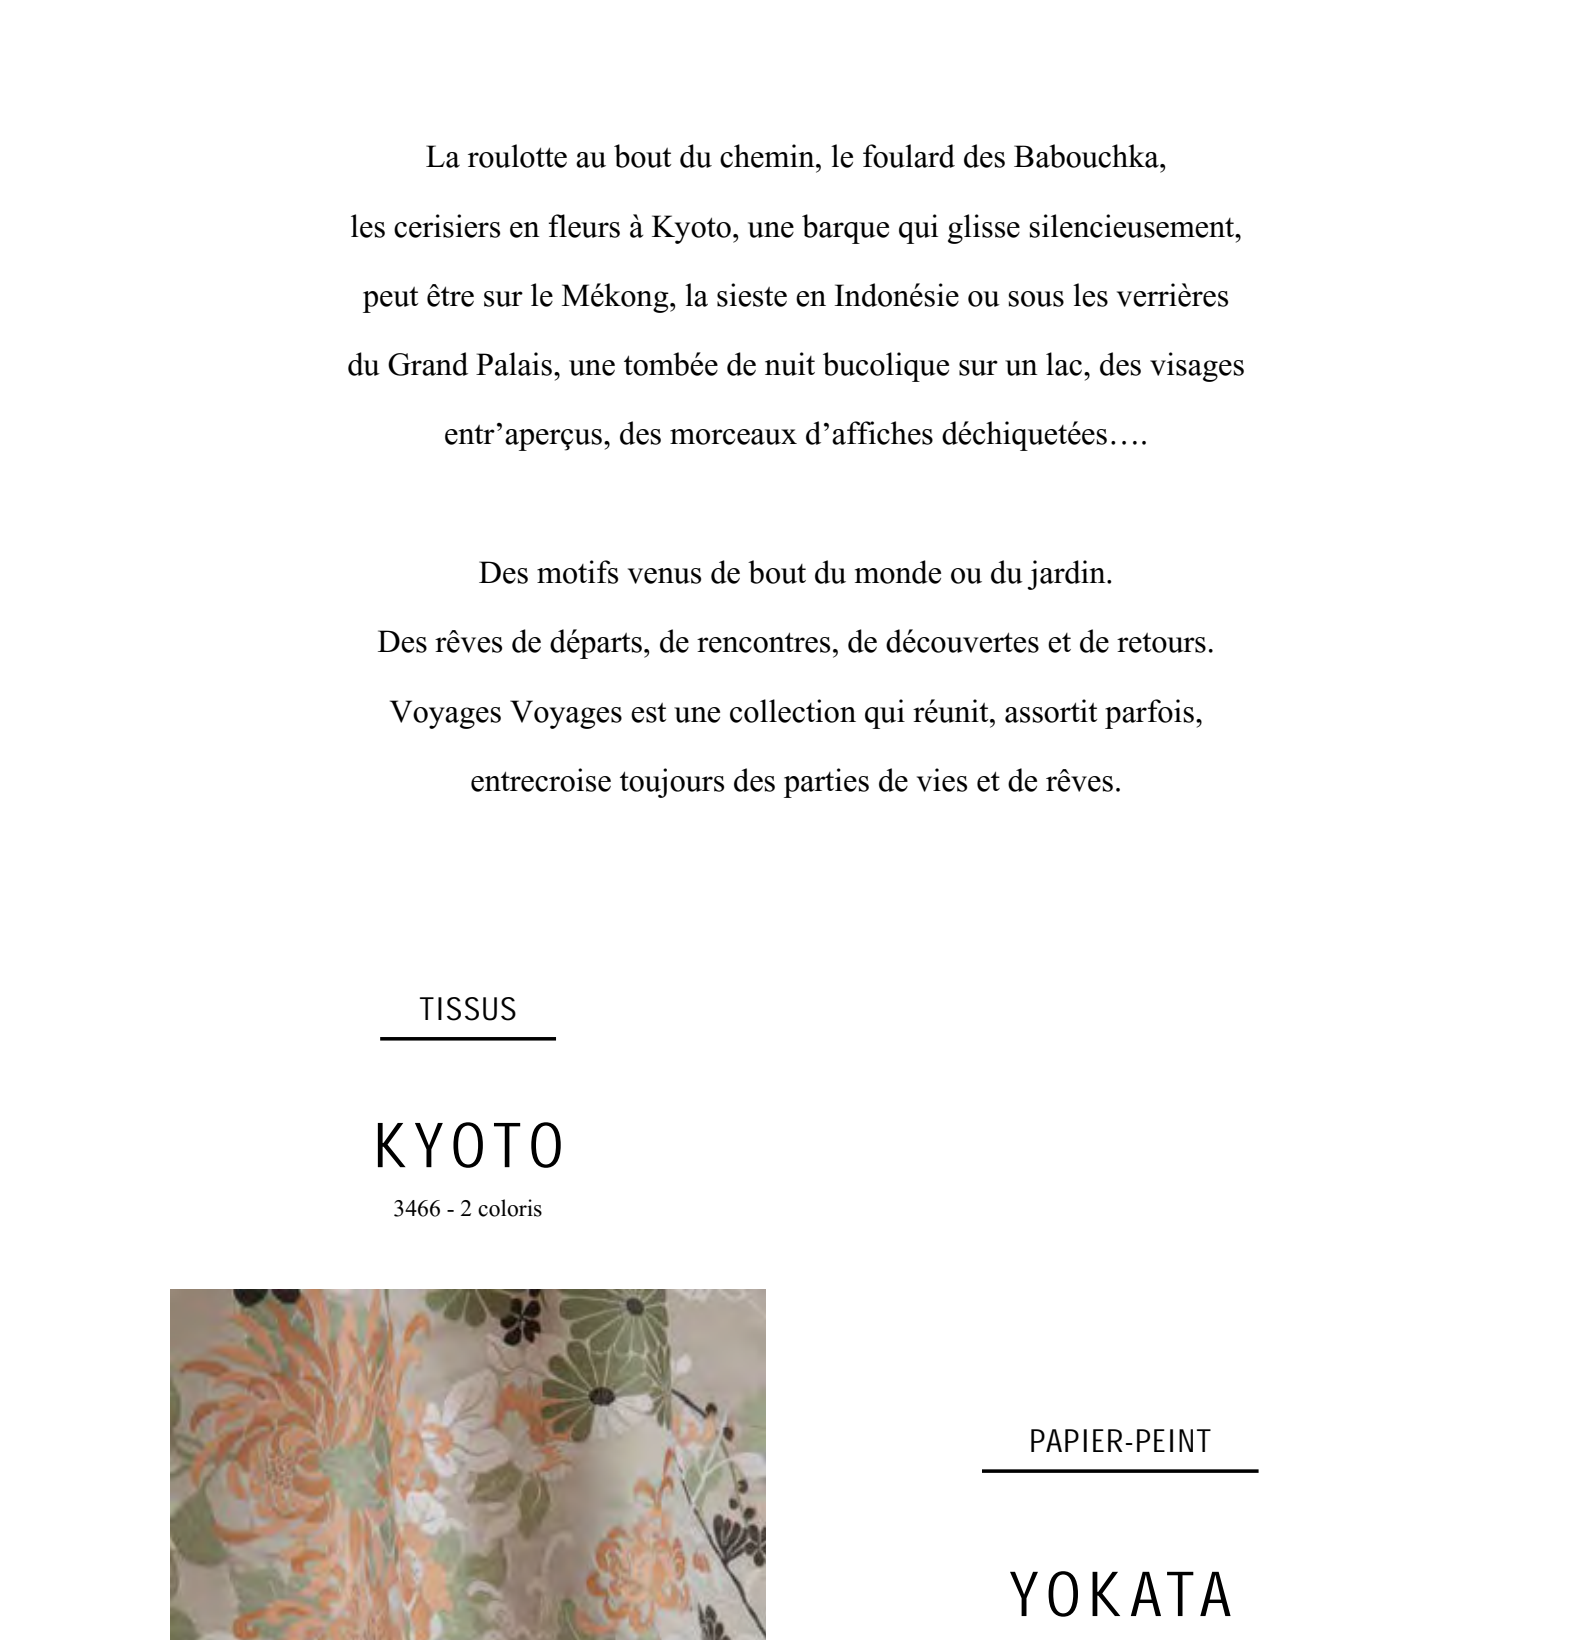 La roulotte au bout du chemin, le foulard des Babouchka,
les cerisiers en fleurs à Kyoto, une barque qui glisse silencieusement,
peut être sur le Mékong, la sieste en Indonésie ou sous les verrières
du Grand Palais, une tombée de nuit bucolique sur un lac, des visages
entr’aperçus, des morceaux d’affiches déchiquetées….
Des motifs venus de bout du monde ou du jardin.
Des rêves de départs, de rencontres, de découvertes et de retours.
Voyages Voyages est une collection qui réunit, assortit parfois,
entrecroise toujours des parties de vies et de rêves.
TISSUS
KYOTO
3466 - 2 coloris
PAPIER-PEINT
YOKATA